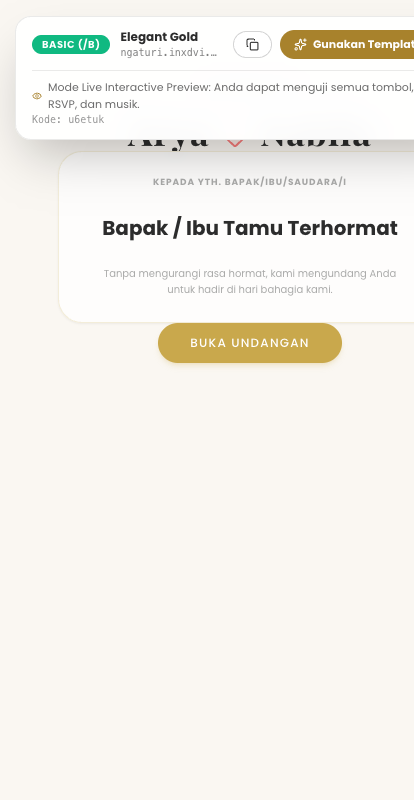 BASIC (/B)
Elegant Gold
ngaturi.inxdvi.…
Gunakan Templat
Mode Live Interactive Preview: Anda dapat menguji semua tombol,
RSVP, dan musik.
Kode: u6etuk
Arya Nabila
KEPADA YTH. BAPAK/IBU/SAUDARA/I
Bapak / Ibu Tamu Terhormat
Tanpa mengurangi rasa hormat, kami mengundang Anda
untuk hadir di hari bahagia kami.
BUKA UNDANGAN